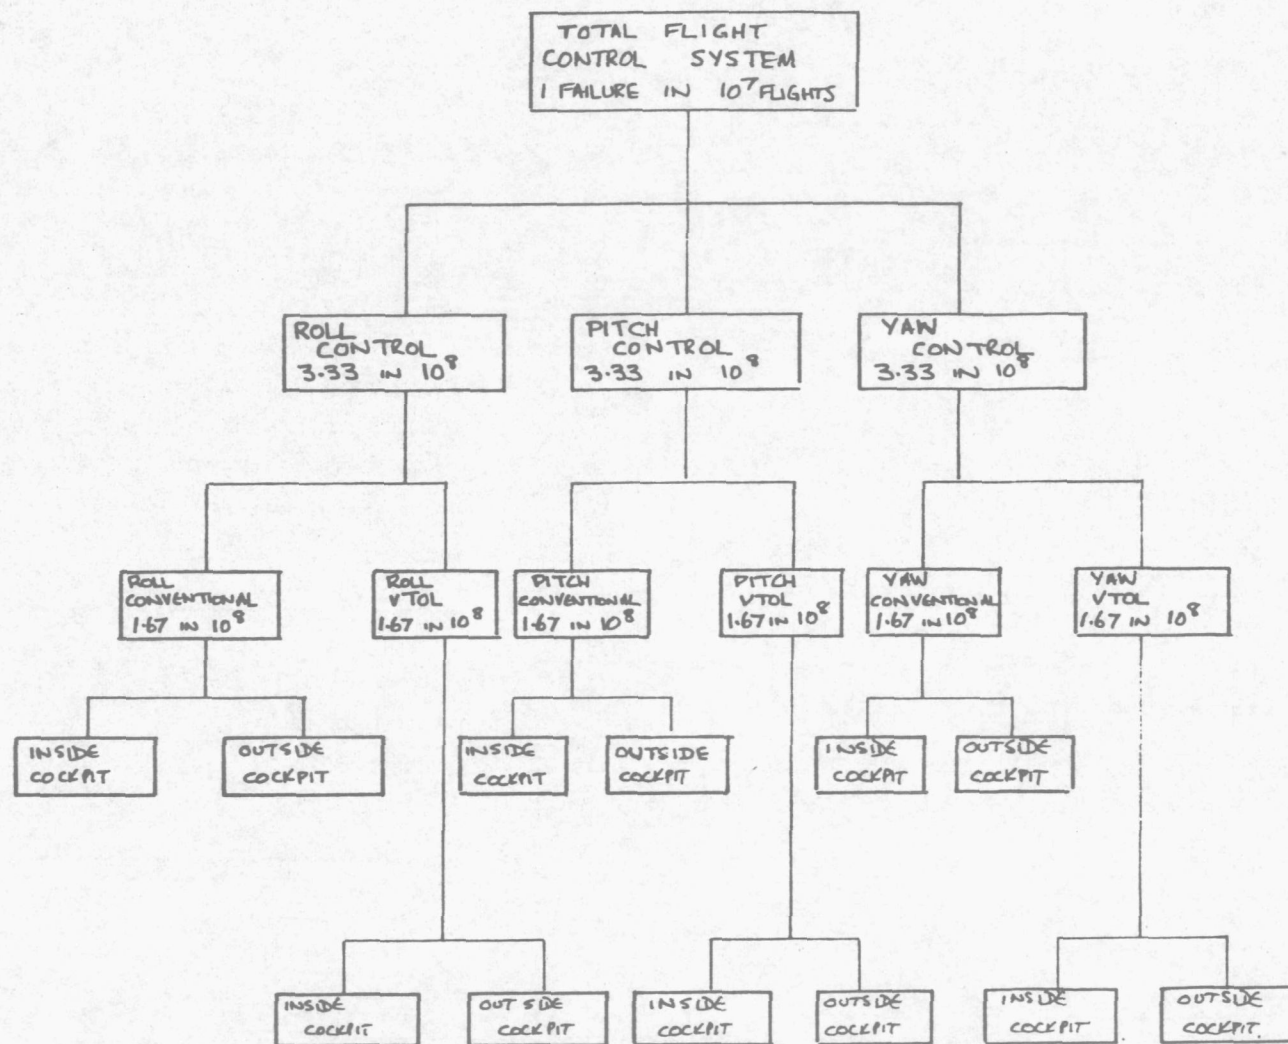 TOTAL FLIGHT
CONTROL SYSTEM
1 FAILURE IN 10⁷ FLIGHTS
ROLL
CONTROL
3.33 IN 10⁸
PITCH
CONTROL
3.33 IN 10⁸
YAW
CONTROL
3.33 IN 10⁸
ROLL
CONVENTIONAL
1.67 IN 10⁸
ROLL
VTOL
1.67 IN 10⁸
PITCH
CONVENTIONAL
1.67 IN 10⁸
PITCH
VTOL
1.67 IN 10⁸
YAW
CONVENTIONAL
1.67 IN 10⁸
YAW
VTOL
1.67 IN 10⁸
INSIDE
COCKPIT
OUTSIDE
COCKPIT
INSIDE
COCKPIT
OUTSIDE
COCKPIT
INSIDE
COCKPIT
OUTSIDE
COCKPIT
INSIDE
COCKPIT
OUTSIDE
COCKPIT
INSIDE
COCKPIT
OUTSIDE
COCKPIT
INSIDE
COCKPIT
OUTSIDE
COCKPIT